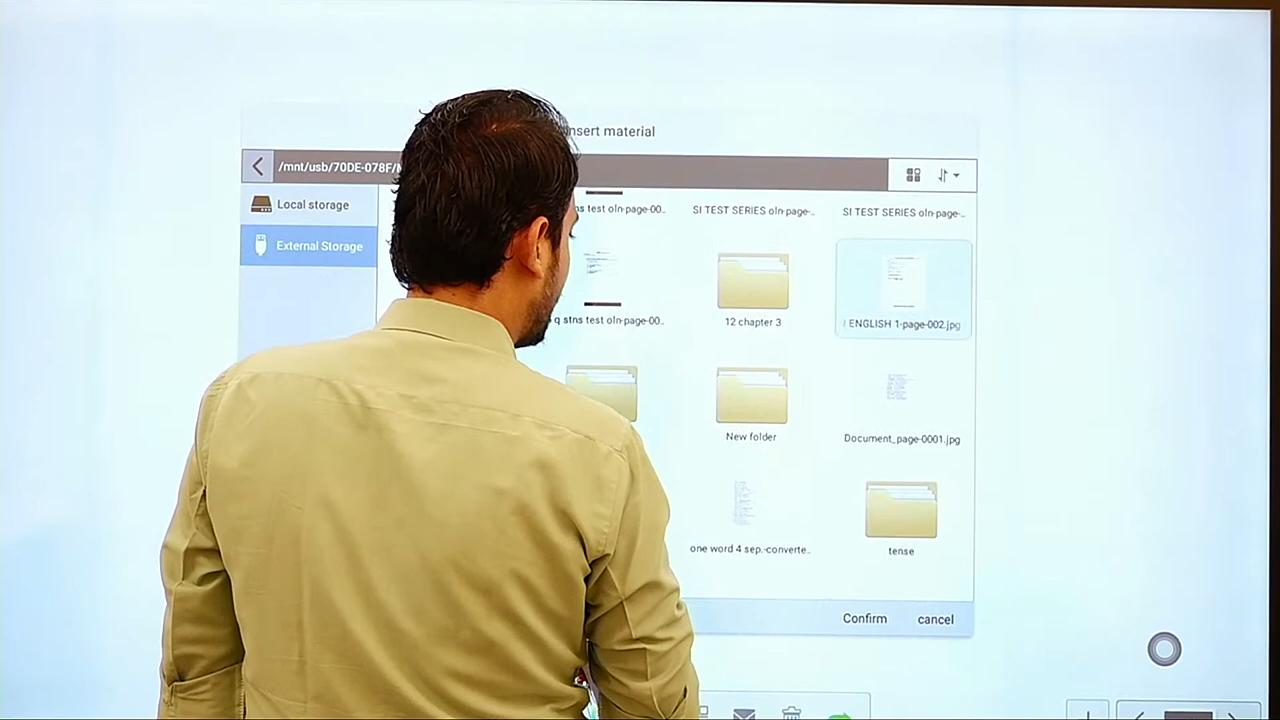 nsert material
/mnt/usb/70DE-078F/
Local storage
External Storage
ns test oln-page-00..
SI TEST SERIES oln-page-..
SI TEST SERIES oln-page-..
q stns test oln-page-00..
12 chapter 3
ENGLISH 1-page-002.jpg
New folder
Document_page-0001.jpg
one word 4 sep.-converte..
tense
Confirm
cancel